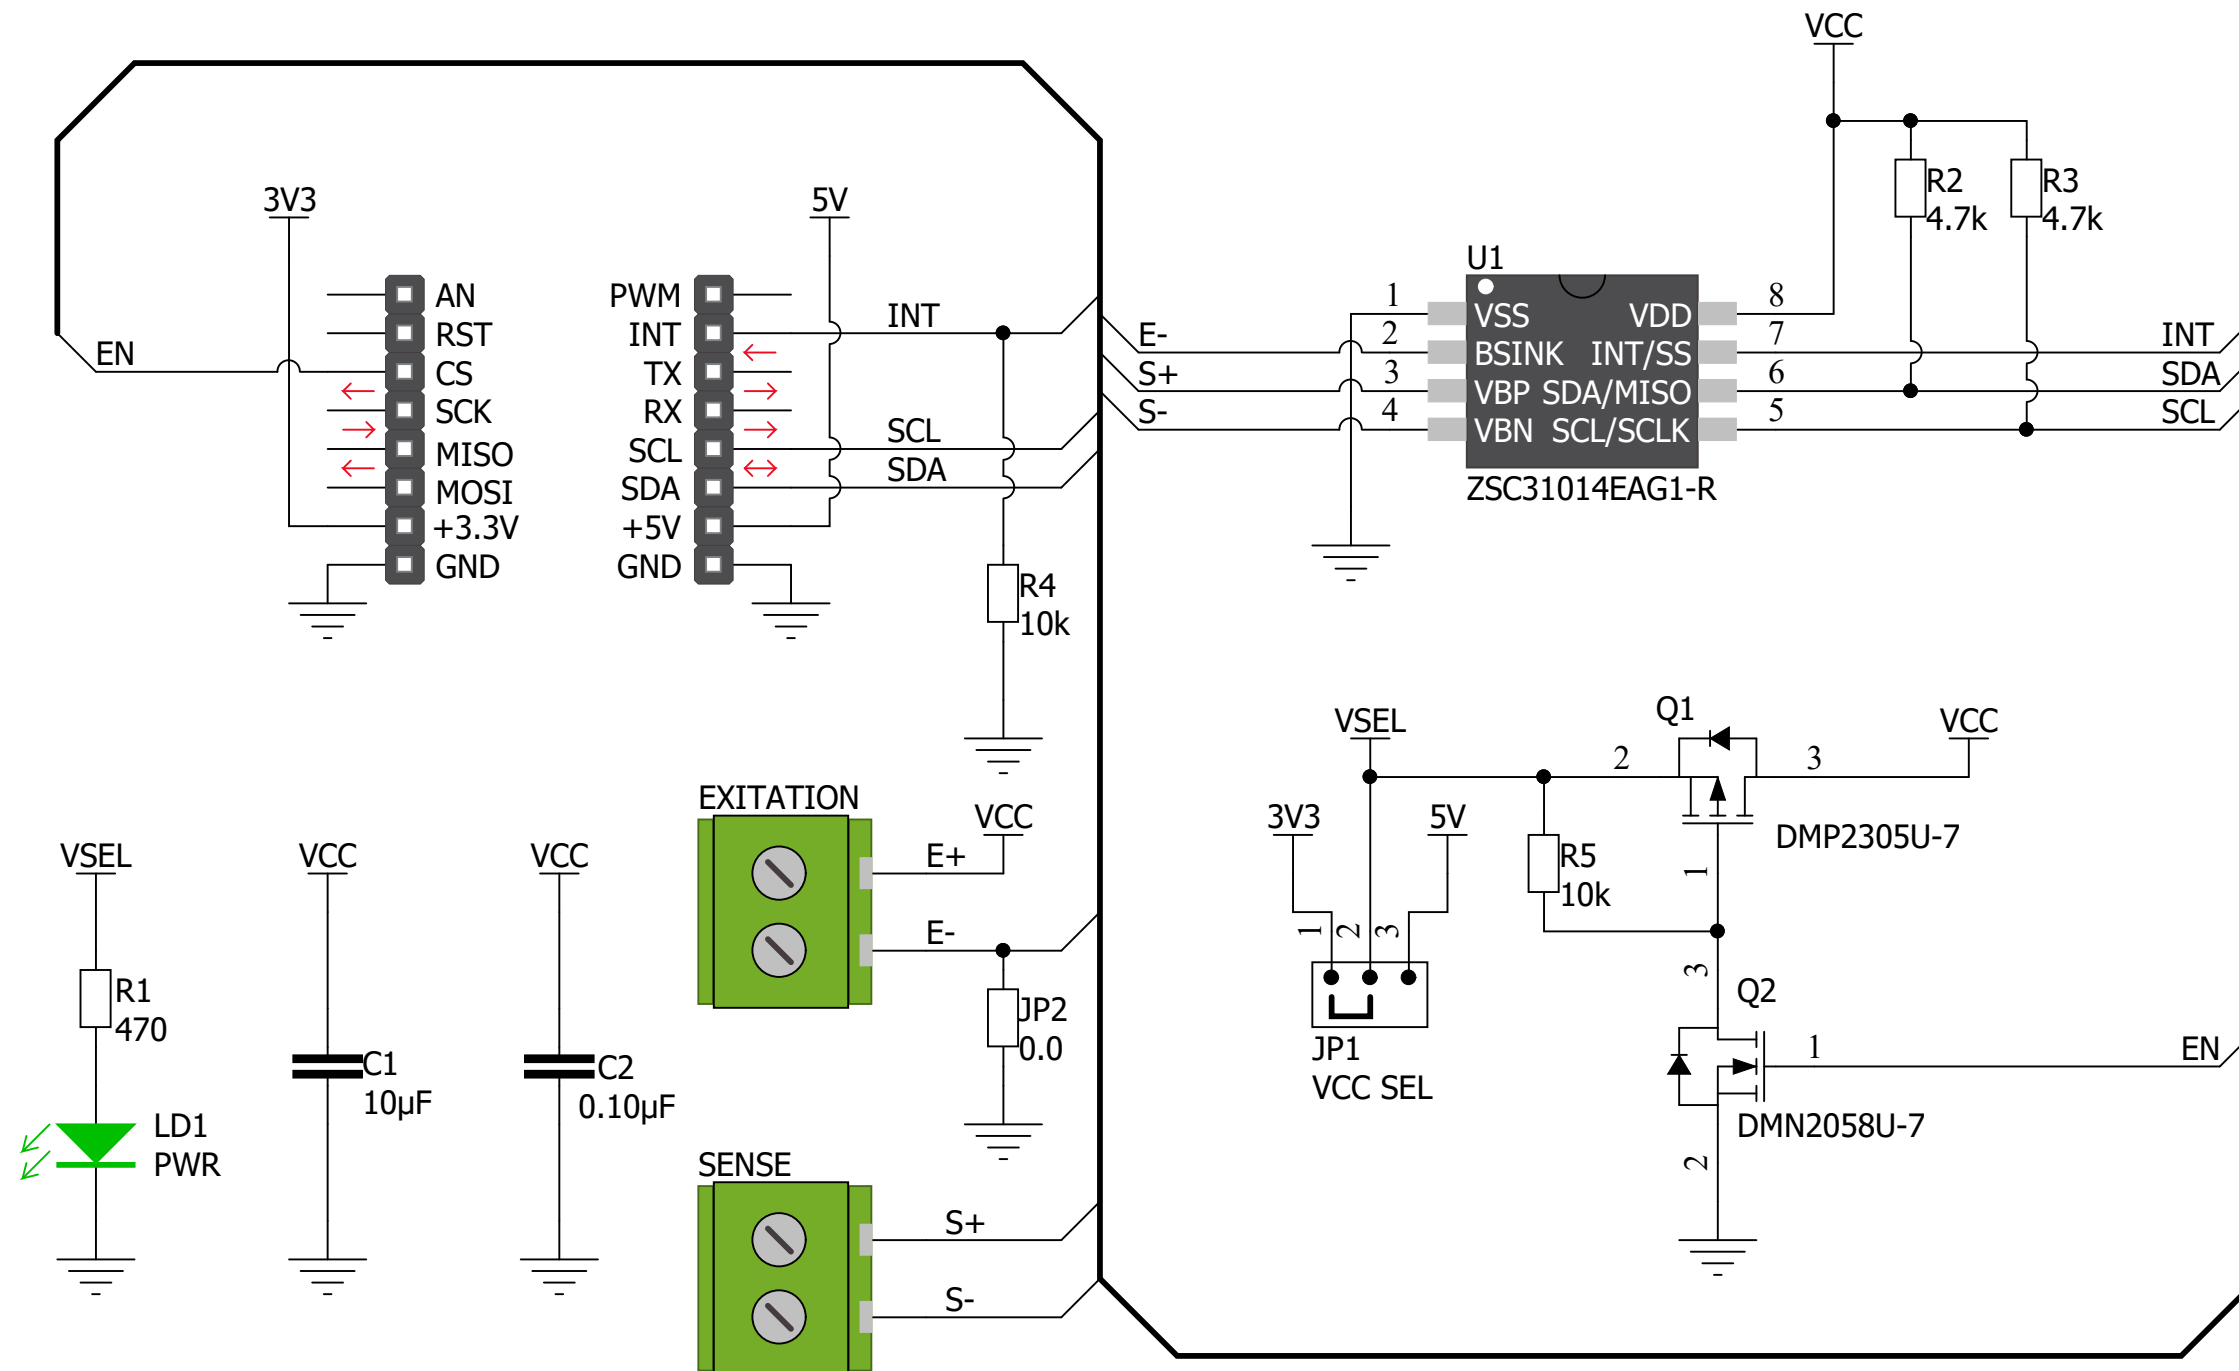 VCC
3V3
5V
R2
4.7k
R3
4.7k
AN
RST
CS
SCK
MISO
MOSI
+3.3V
GND
EN
PWM
INT
TX
RX
SCL
SDA
+5V
GND
INT
SCL
SDA
R4
10k
E-
S+
S-
U1
1
2
3
4
VSS
BSINK
VBP
VBN
VDD
INT/SS
SDA/MISO
SCL/SCLK
8
7
6
5
INT
SDA
SCL
ZSC31014EAG1-R
VSEL
R1
470
LD1
PWR
VCC
C1
10µF
VCC
C2
0.10µF
EXITATION
VCC
E+
E-
JP2
0.0
SENSE
S+
S-
VSEL
3V3
5V
1
2
3
JP1
VCC SEL
R5
10k
Q1
2
3
1
VCC
DMP2305U-7
3
Q2
1
EN
DMN2058U-7
2